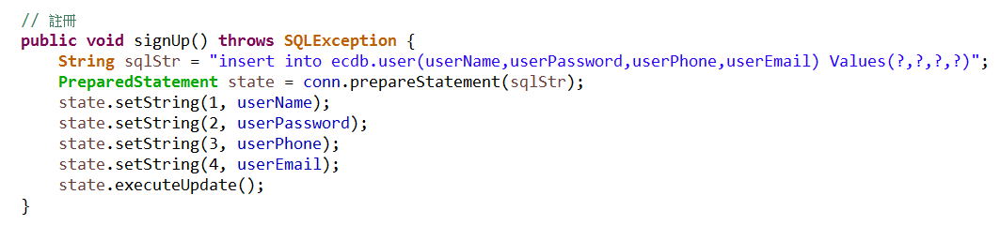 // 註冊
public void signUp() throws SQLException {
    String sqlStr = "insert into ecdb.user(userName,userPassword,userPhone,userEmail) Values(?,?,?,?)";
    PreparedStatement state = conn.prepareStatement(sqlStr);
    state.setString(1, userName);
    state.setString(2, userPassword);
    state.setString(3, userPhone);
    state.setString(4, userEmail);
    state.executeUpdate();
}